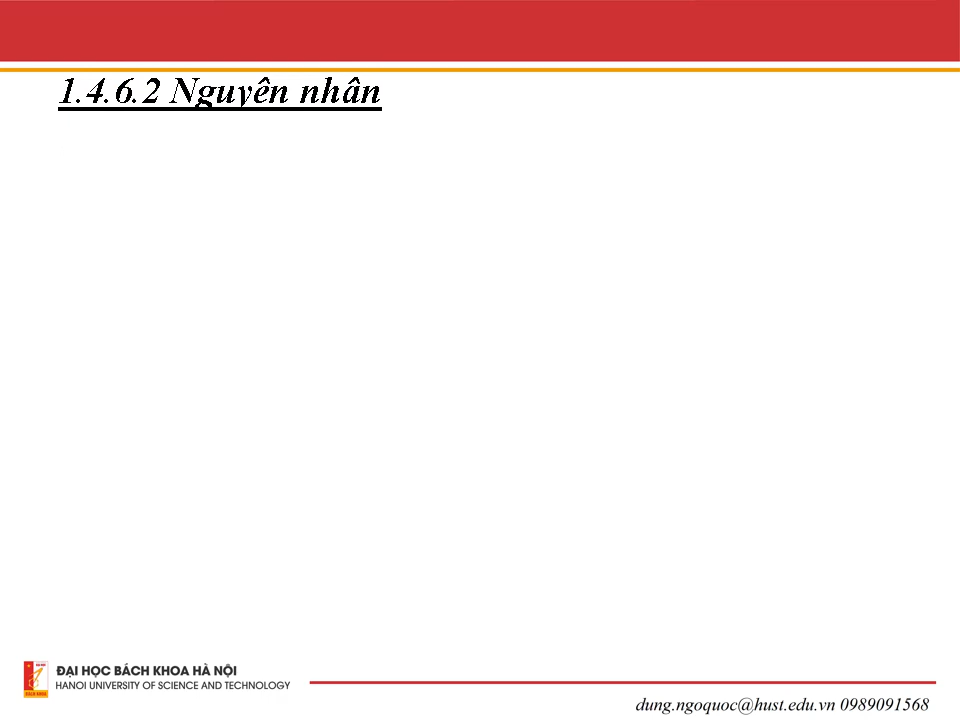 1.4.6.2 Nguyên nhân
ĐẠI HỌC BÁCH KHOA HÀ NỘI
HANOI UNIVERSITY OF SCIENCE AND TECHNOLOGY
dung.ngoquoc@hust.edu.vn 0989091568